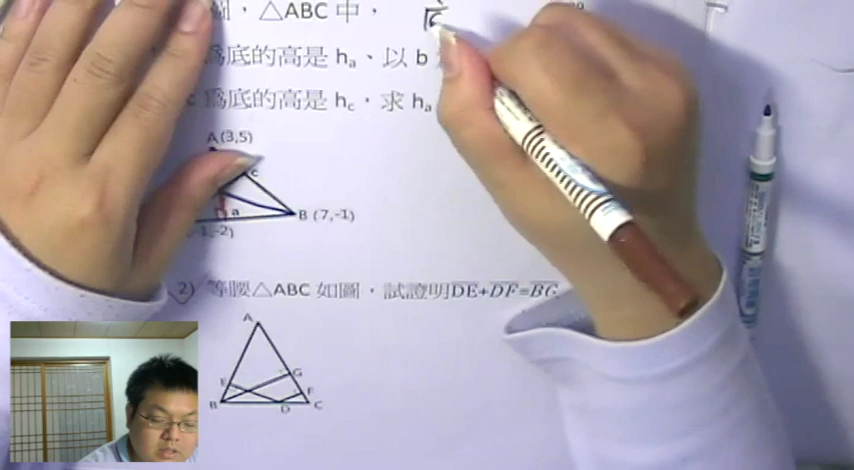 圖，△ABC 中，
爲底的高是 hₐ、以 b
c 爲底的高是 h꜀，求 hₐ
A (3,5)
c
a
B (7,-1)
-1,-2)
2) 等腰△ABC 如圖，試證明DE+DF=BG
A
G
E
F
B
D
C